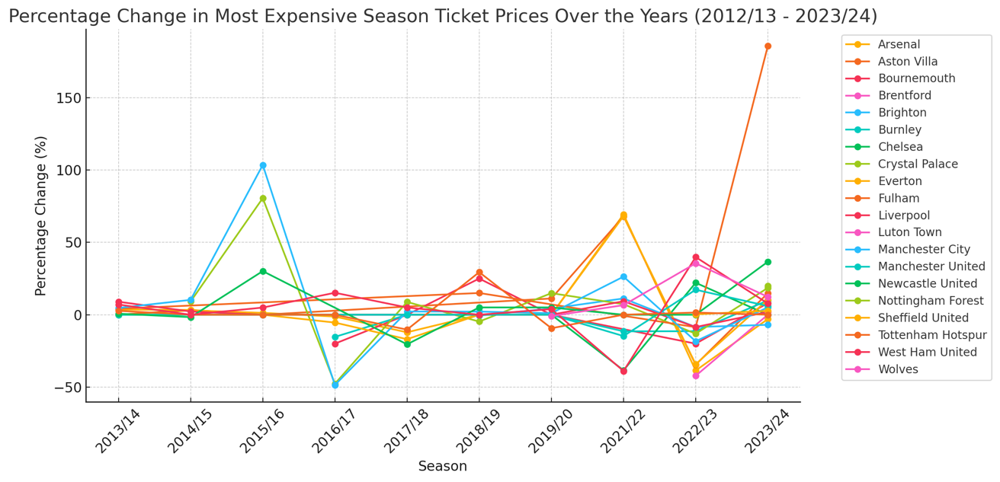 Percentage Change in Most Expensive Season Ticket Prices Over the Years (2012/13 - 2023/24)
Percentage Change (%)
150
100
50
0
−50
2013/14
2014/15
2015/16
2016/17
2017/18
2018/19
2019/20
2021/22
2022/23
2023/24
Season
Arsenal
Aston Villa
Bournemouth
Brentford
Brighton
Burnley
Chelsea
Crystal Palace
Everton
Fulham
Liverpool
Luton Town
Manchester City
Manchester United
Newcastle United
Nottingham Forest
Sheffield United
Tottenham Hotspur
West Ham United
Wolves